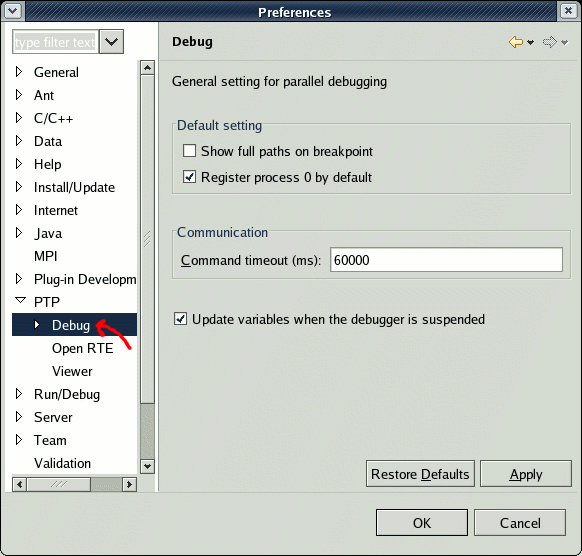 Preferences
type filter text
General
Ant
C/C++
Data
Help
Install/Update
Internet
Java
MPI
Plug-in Developm
PTP
Debug
Open RTE
Viewer
Run/Debug
Server
Team
Validation
Debug
General setting for parallel debugging
Default setting
Show full paths on breakpoint
Register process 0 by default
Communication
Command timeout (ms): 60000
Update variables when the debugger is suspended
Restore Defaults Apply
OK Cancel